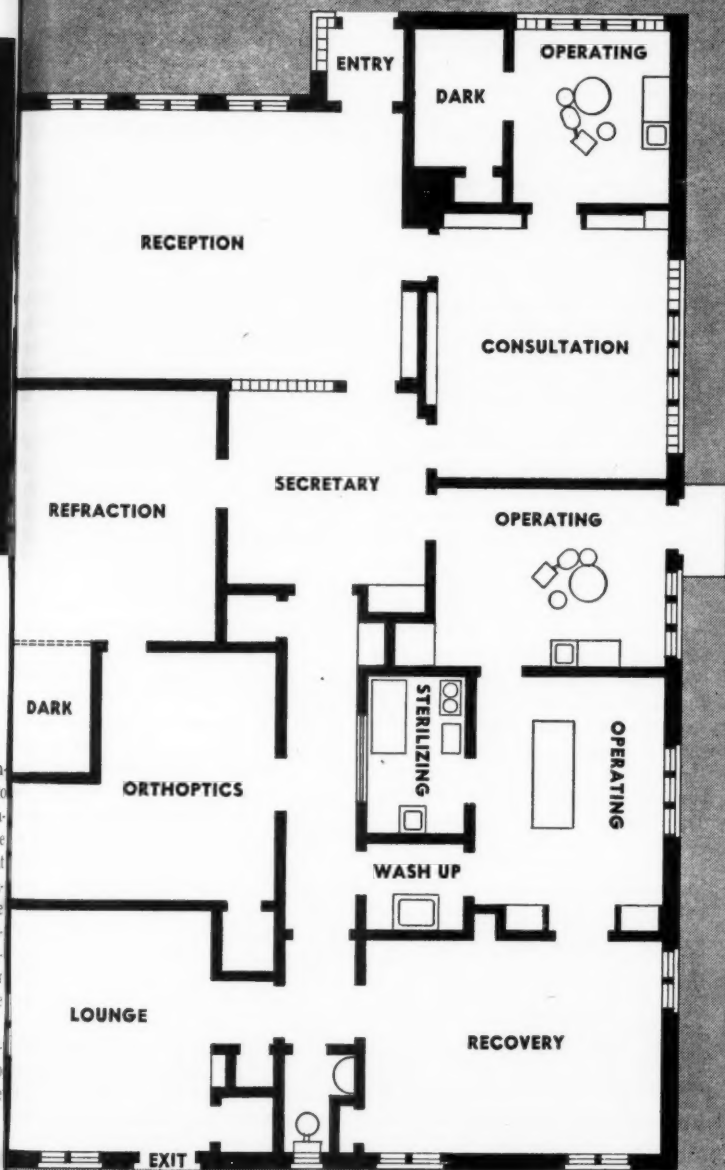 ENTRY
OPERATING
DARK
RECEPTION
CONSULTATION
SECRETARY
REFRACTION
OPERATING
DARK
STERILIZING
OPERATING
ORTHOPTICS
WASH UP
LOUNGE
RECOVERY
EXIT